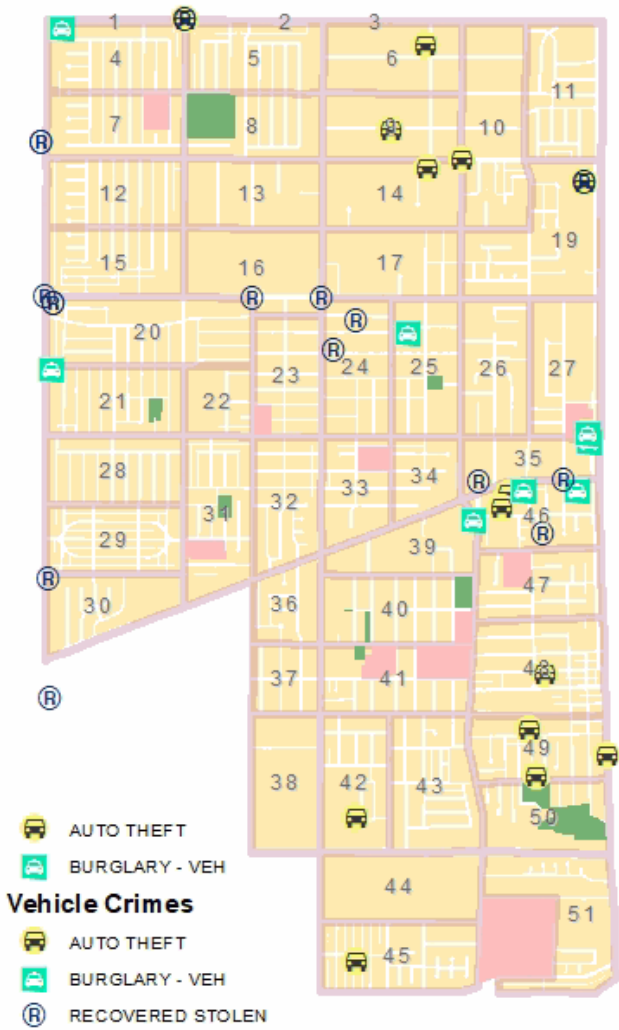 1 2 3
4 5 6
11
7 8 9 10
12 13 14
19
15 16 17
20
23 24 25 26 27
21 22
28 32 33 34 35
31 5 46
29 39
47
30 36 40
37 41 48
49
38 42 43
50
44
51
45
R
R
R
R
R
R
R
R
R
R
R
R
AUTO THEFT
BURGLARY - VEH
Vehicle Crimes
AUTO THEFT
BURGLARY - VEH
R RECOVERED STOLEN